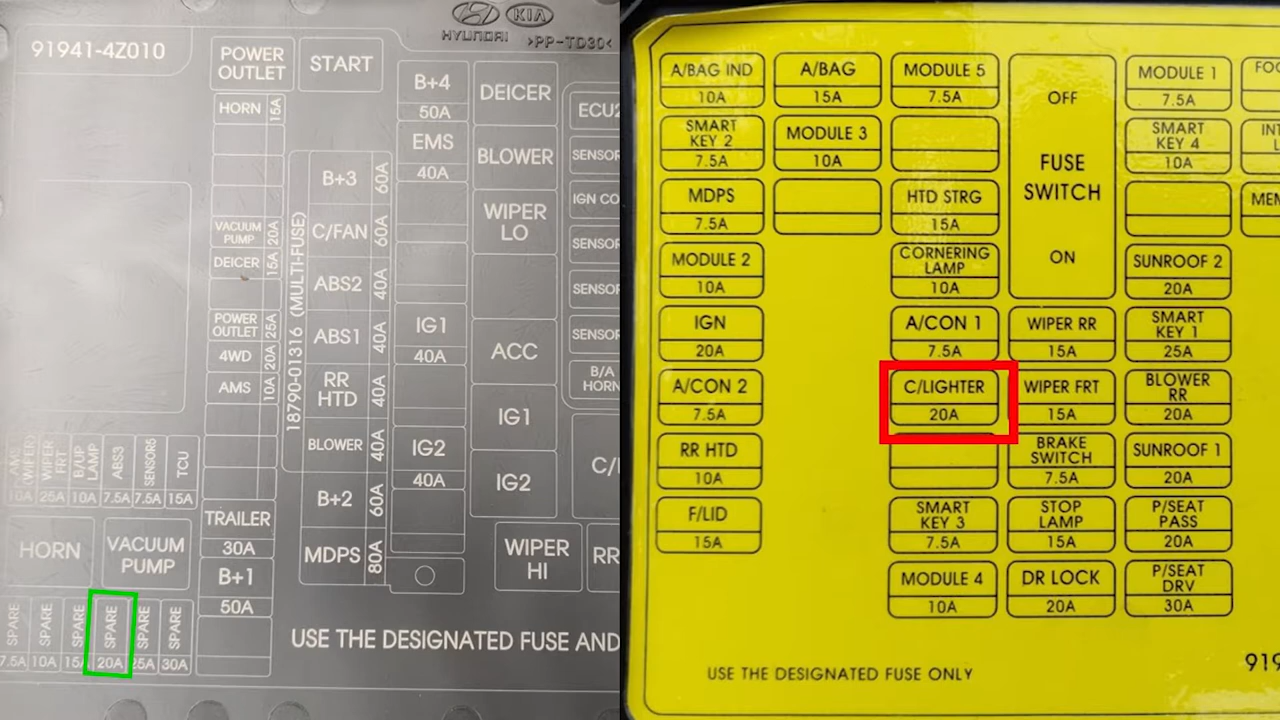 HYUNDAI
KIA
>PP-TD30<
91941-4Z010
POWER
OUTLET
START
HORN
15A
VACUUM
PUMP
20A
DEICER
15A
POWER
OUTLET
25A
4WD
20A
AMS
10A
18790-01316 (MULTI-FUSE)
B+3
60A
C/FAN
60A
ABS2
40A
ABS1
40A
RR
HTD
40A
BLOWER
40A
B+2
60A
MDPS
80A
B+4
50A
EMS
40A
IG1
40A
IG2
40A
DEICER
BLOWER
WIPER
LO
ACC
IG1
IG2
WIPER
HI
ECU2
SENSOR
IGN CO
SENSOR
SENSOR
SENSOR
B/A
HORN
C/
RR
(WIPER)
10A
WIPER
FRT
25A
B/UP
LAMP
10A
ABS3
7.5A
SENSOR6
7.5A
TCU
15A
HORN
VACUUM
PUMP
TRAILER
30A
B+1
50A
SPARE
7.5A
SPARE
10A
SPARE
15A
SPARE
20A
SPARE
25A
SPARE
30A
USE THE DESIGNATED FUSE AND
A/BAG IND
10A
A/BAG
15A
MODULE 5
7.5A
MODULE 1
7.5A
SMART
KEY 2
7.5A
MODULE 3
10A
SMART
KEY 4
10A
OFF
FUSE
SWITCH
ON
MDPS
7.5A
HTD STRG
15A
MODULE 2
10A
CORNERING
LAMP
10A
SUNROOF 2
20A
IGN
20A
A/CON 1
7.5A
WIPER RR
15A
SMART
KEY 1
25A
A/CON 2
7.5A
C/LIGHTER
20A
WIPER FRT
15A
BLOWER
RR
20A
RR HTD
10A
BRAKE
SWITCH
7.5A
SUNROOF 1
20A
F/LID
15A
SMART
KEY 3
7.5A
STOP
LAMP
15A
P/SEAT
PASS
20A
MODULE 4
10A
DR LOCK
20A
P/SEAT
DRV
30A
USE THE DESIGNATED FUSE ONLY
919